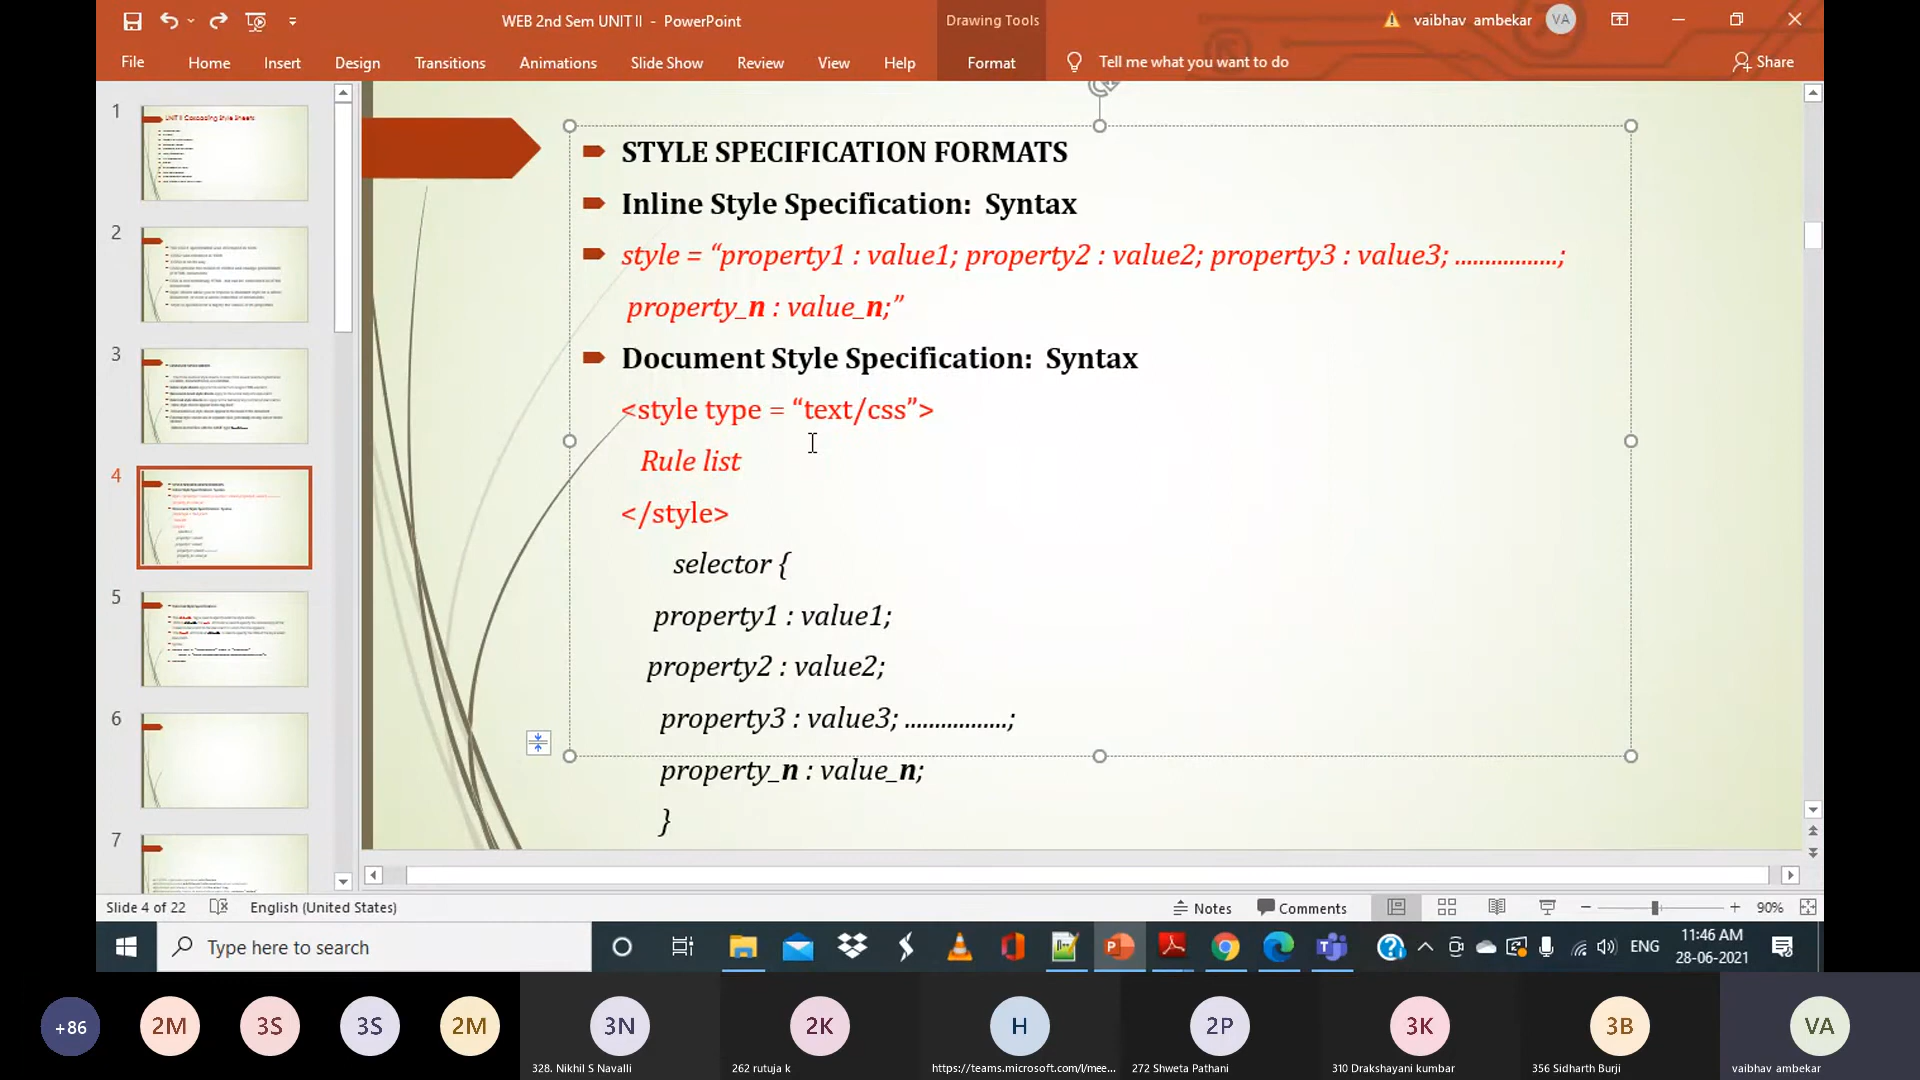 WEB 2nd Sem UNIT II - PowerPoint
Drawing Tools
vaibhav ambekar
VA
File
Home
Insert
Design
Transitions
Animations
Slide Show
Review
View
Help
Format
Tell me what you want to do
Share
1
UNIT II Cascading Style Sheets
2
3
4
5
6
7
STYLE SPECIFICATION FORMATS
Inline Style Specification: Syntax
style = “property1 : value1; property2 : value2; property3 : value3; .................;
property_n : value_n;”
Document Style Specification: Syntax
<style type = “text/css”>
Rule list
</style>
selector {
property1 : value1;
property2 : value2;
property3 : value3; .................;
property_n : value_n;
}
Slide 4 of 22
English (United States)
Notes
Comments
90%
Type here to search
ENG
11:46 AM
28-06-2021
+86
2M
3S
3S
2M
3N
2K
H
2P
3K
3B
VA
328. Nikhil S Navalli
262 rutuja k
https://teams.microsoft.com/l/mee...
272 Shweta Pathani
310 Drakshayani kumbar
356 Sidharth Burji
vaibhav ambekar